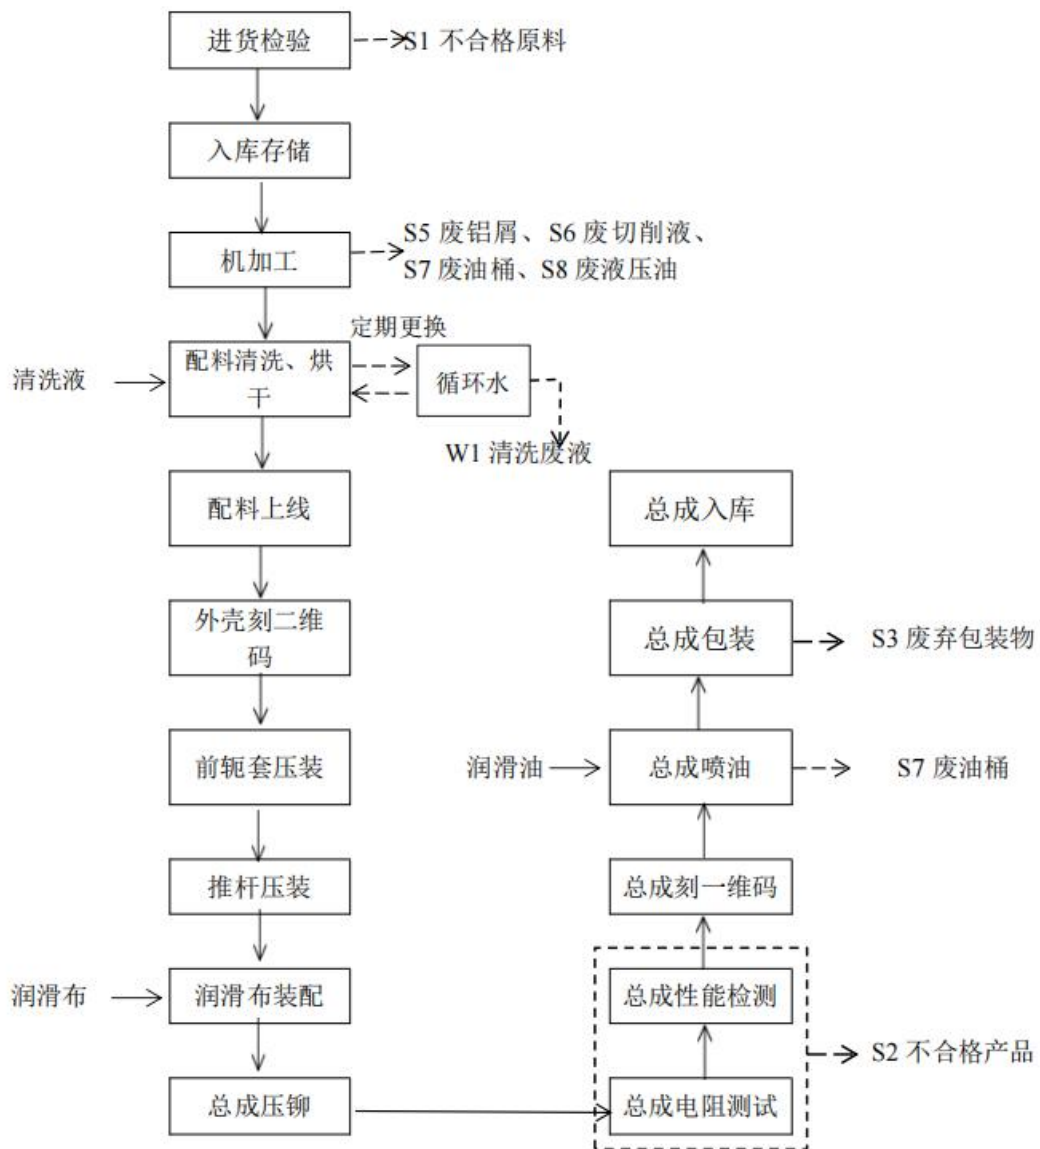 进货检验
S1 不合格原料
入库存储
机加工
S5 废铝屑、S6 废切削液、
S7 废油桶、S8 废液压油
定期更换
清洗液
配料清洗、烘
干
循环水
W1 清洗废液
配料上线
外壳刻二维
码
前轭套压装
推杆压装
润滑布
润滑布装配
总成压铆
总成入库
总成包装
S3 废弃包装物
润滑油
总成喷油
S7 废油桶
总成刻一维码
总成性能检测
S2 不合格产品
总成电阻测试